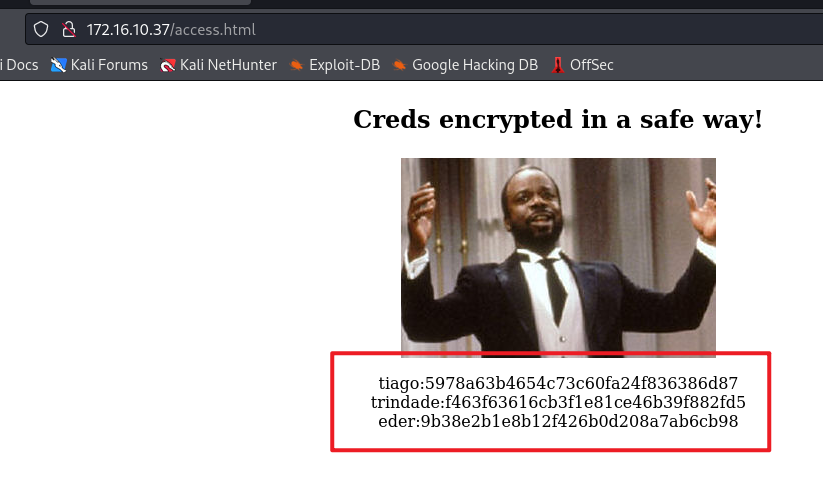 172.16.10.37/access.html
i Docs Kali Forums Kali NetHunter Exploit-DB Google Hacking DB OffSec
Creds encrypted in a safe way!
tiago:5978a63b4654c73c60fa24f836386d87
trindade:f463f63616cb3f1e81ce46b39f882fd5
eder:9b38e2b1e8b12f426b0d208a7ab6cb98